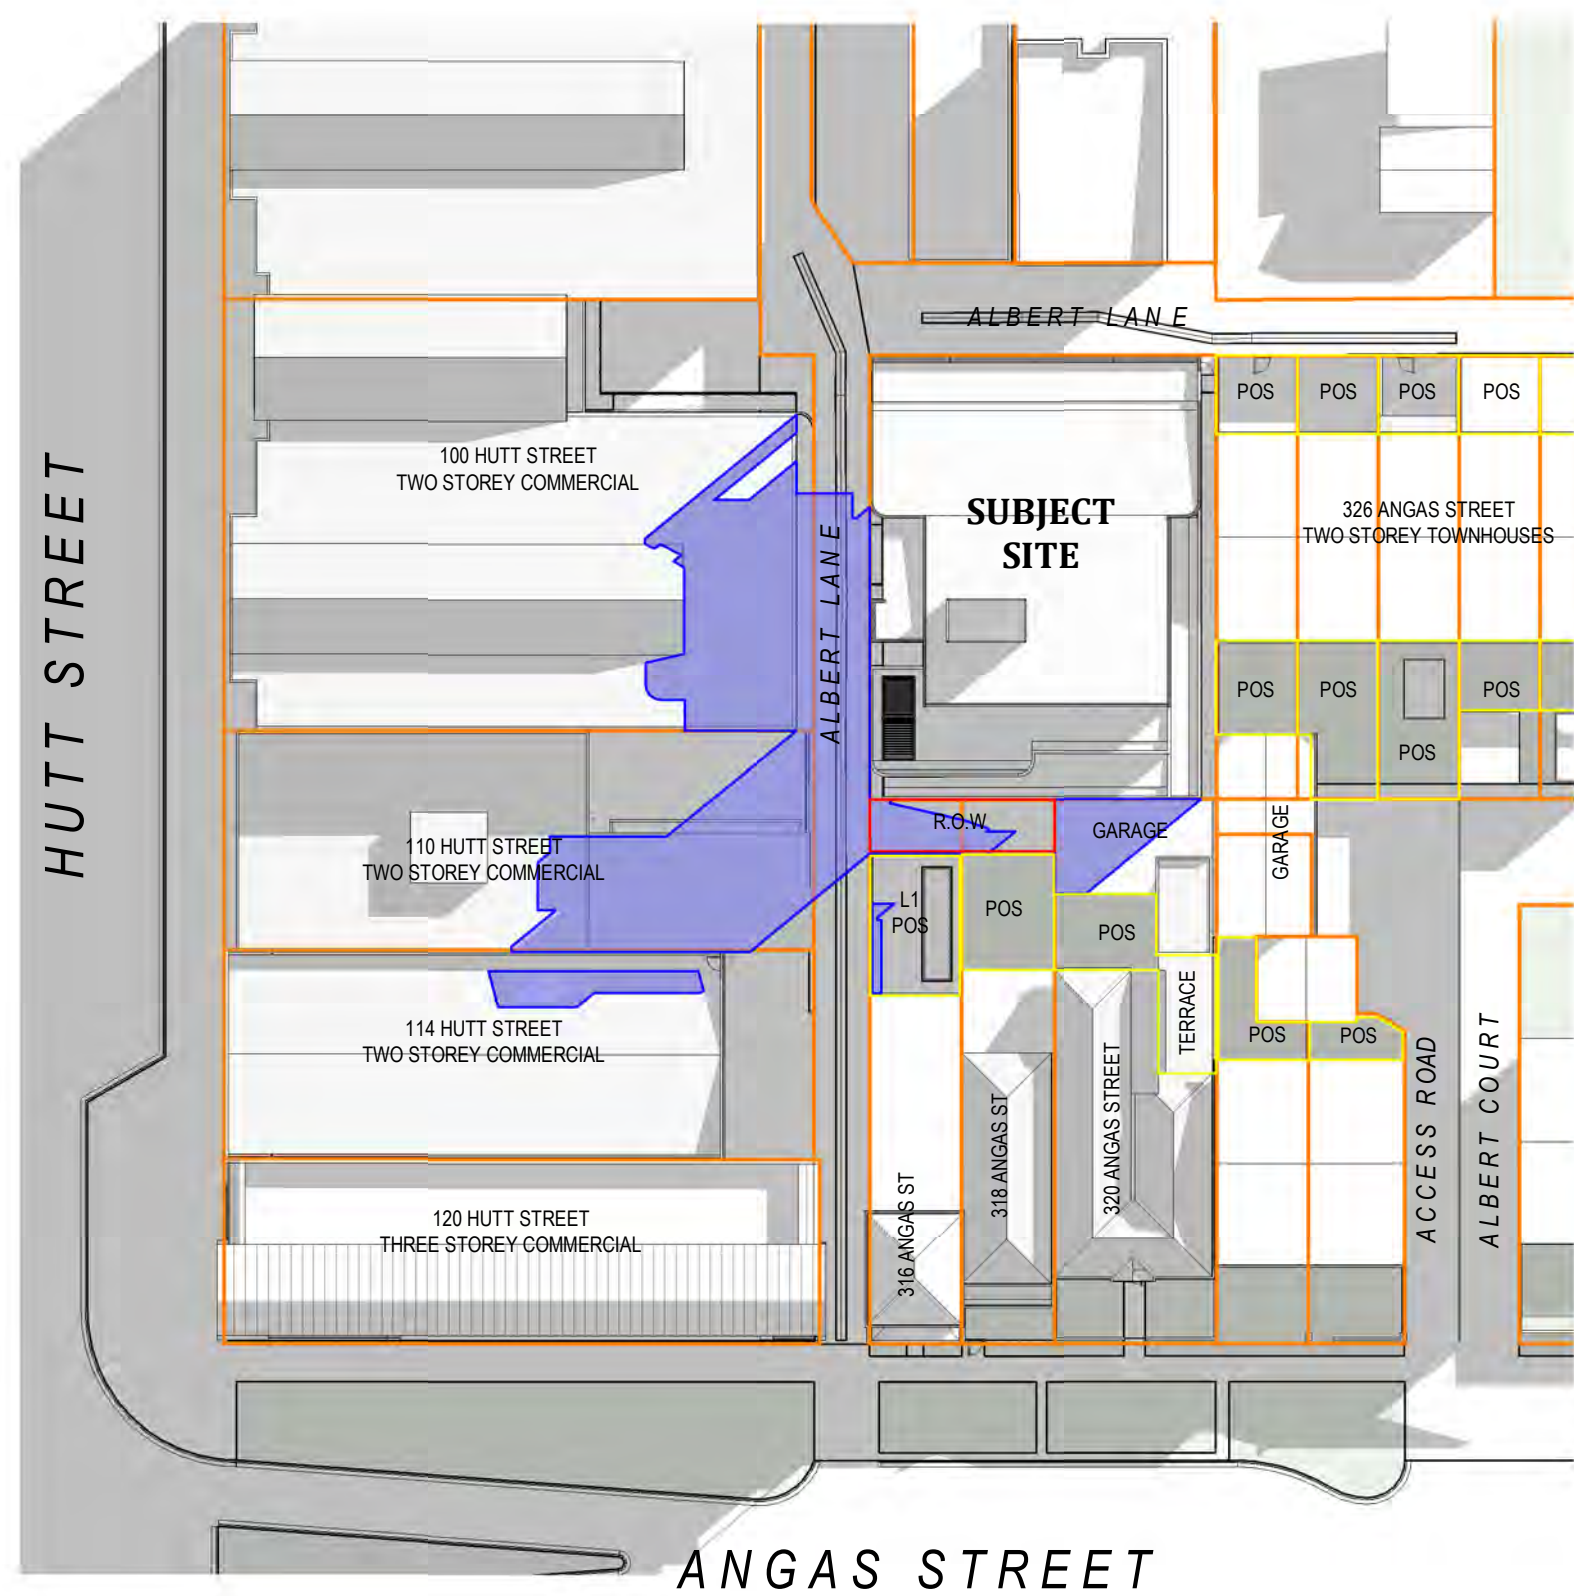 ALBERT LANE
POS
POS
POS
POS
100 HUTT STREET
TWO STOREY COMMERCIAL
SUBJECT
SITE
326 ANGAS STREET
TWO STOREY TOWNHOUSES
HUTT STREET
ALBERT LANE
POS
POS
POS
POS
R.O.W
GARAGE
GARAGE
110 HUTT STREET
TWO STOREY COMMERCIAL
L1
POS
POS
POS
TERRACE
114 HUTT STREET
TWO STOREY COMMERCIAL
POS
POS
ACCESS ROAD
ALBERT COURT
316 ANGAS ST
318 ANGAS ST
320 ANGAS STREET
120 HUTT STREET
THREE STOREY COMMERCIAL
ANGAS STREET